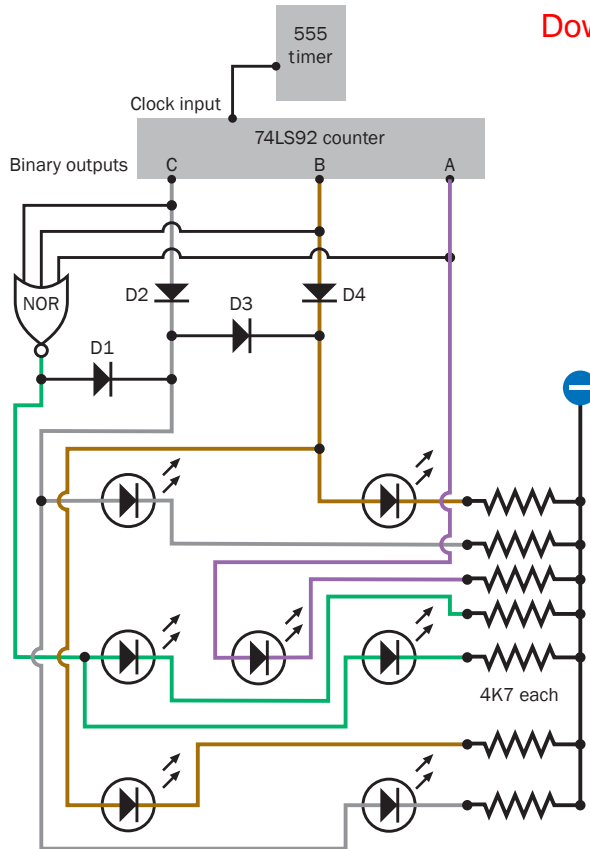 555
timer
Dow
Clock input
74LS92 counter
Binary outputs
C
B
A
NOR
D2
D3
D4
D1
4K7 each